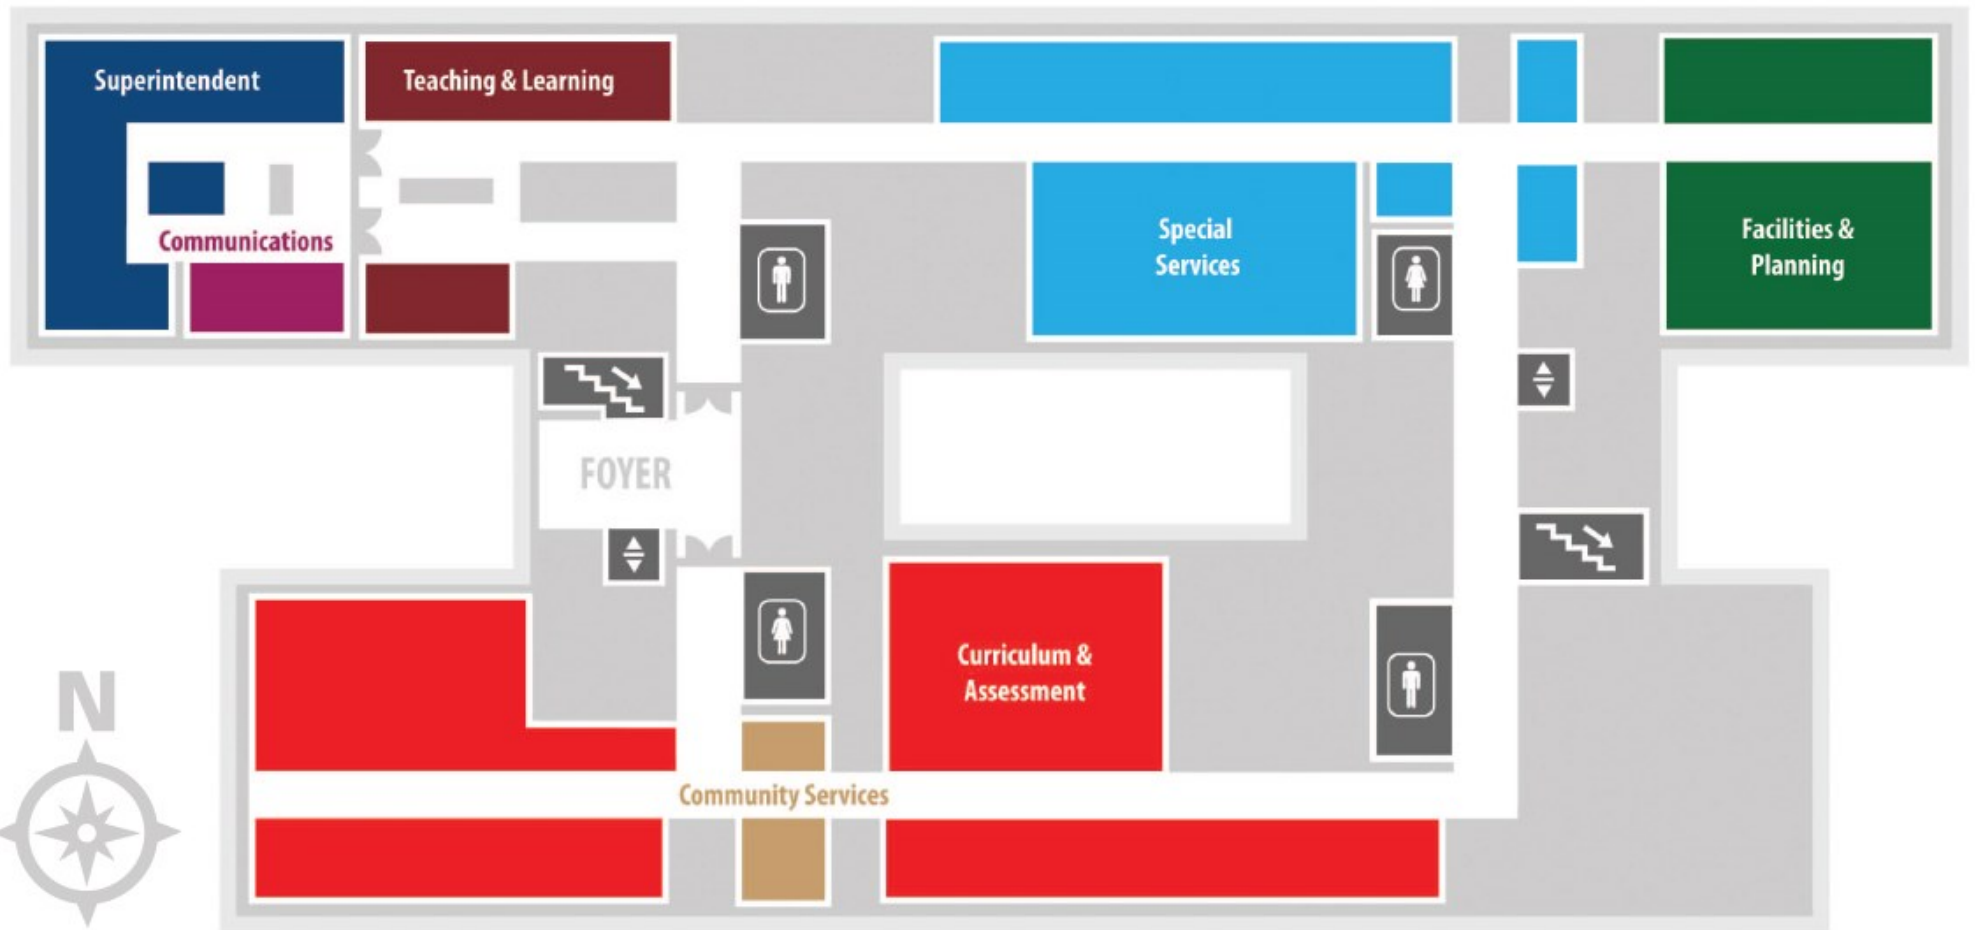 Superintendent
Teaching & Learning
Communications
Special
Services
Facilities &
Planning
FOYER
Curriculum &
Assessment
N
Community Services